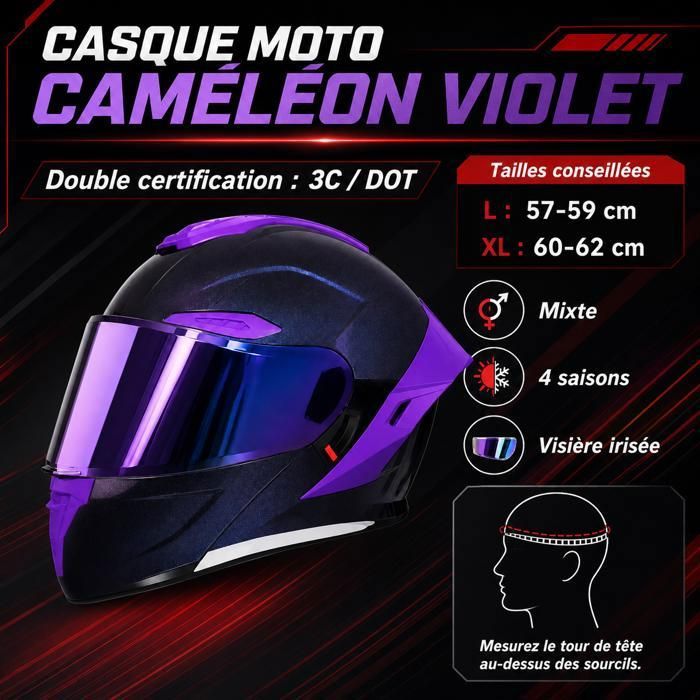 CASQUE MOTO
CAMÉLÉON VIOLET
Double certification : 3C / DOT
Tailles conseillées
L : 57-59 cm
XL : 60-62 cm
Mixte
4 saisons
Visière irisée
Mesurez le tour de tête
au-dessus des sourcils.